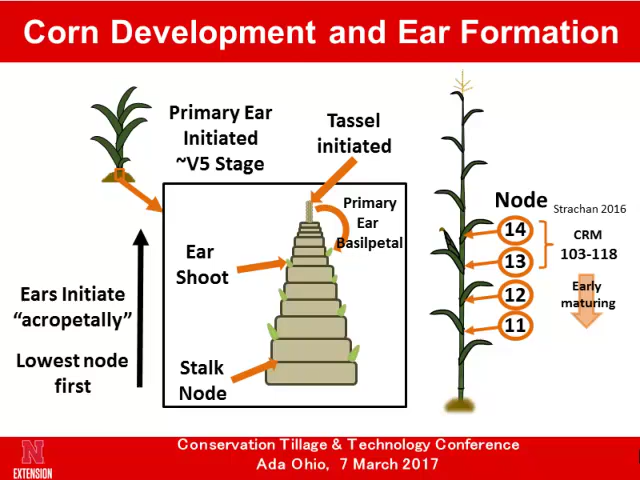 Corn Development and Ear Formation
Primary Ear
Initiated
~V5 Stage
Tassel
initiated
Primary
Ear
Basilpetal
Ear
Shoot
Stalk
Node
Ears Initiate
“acropetally”
Lowest node
first
Node
Strachan 2016
14
13
12
11
CRM
103-118
Early
maturing
Conservation Tillage & Technology Conference
Ada Ohio, 7 March 2017
N
EXTENSION